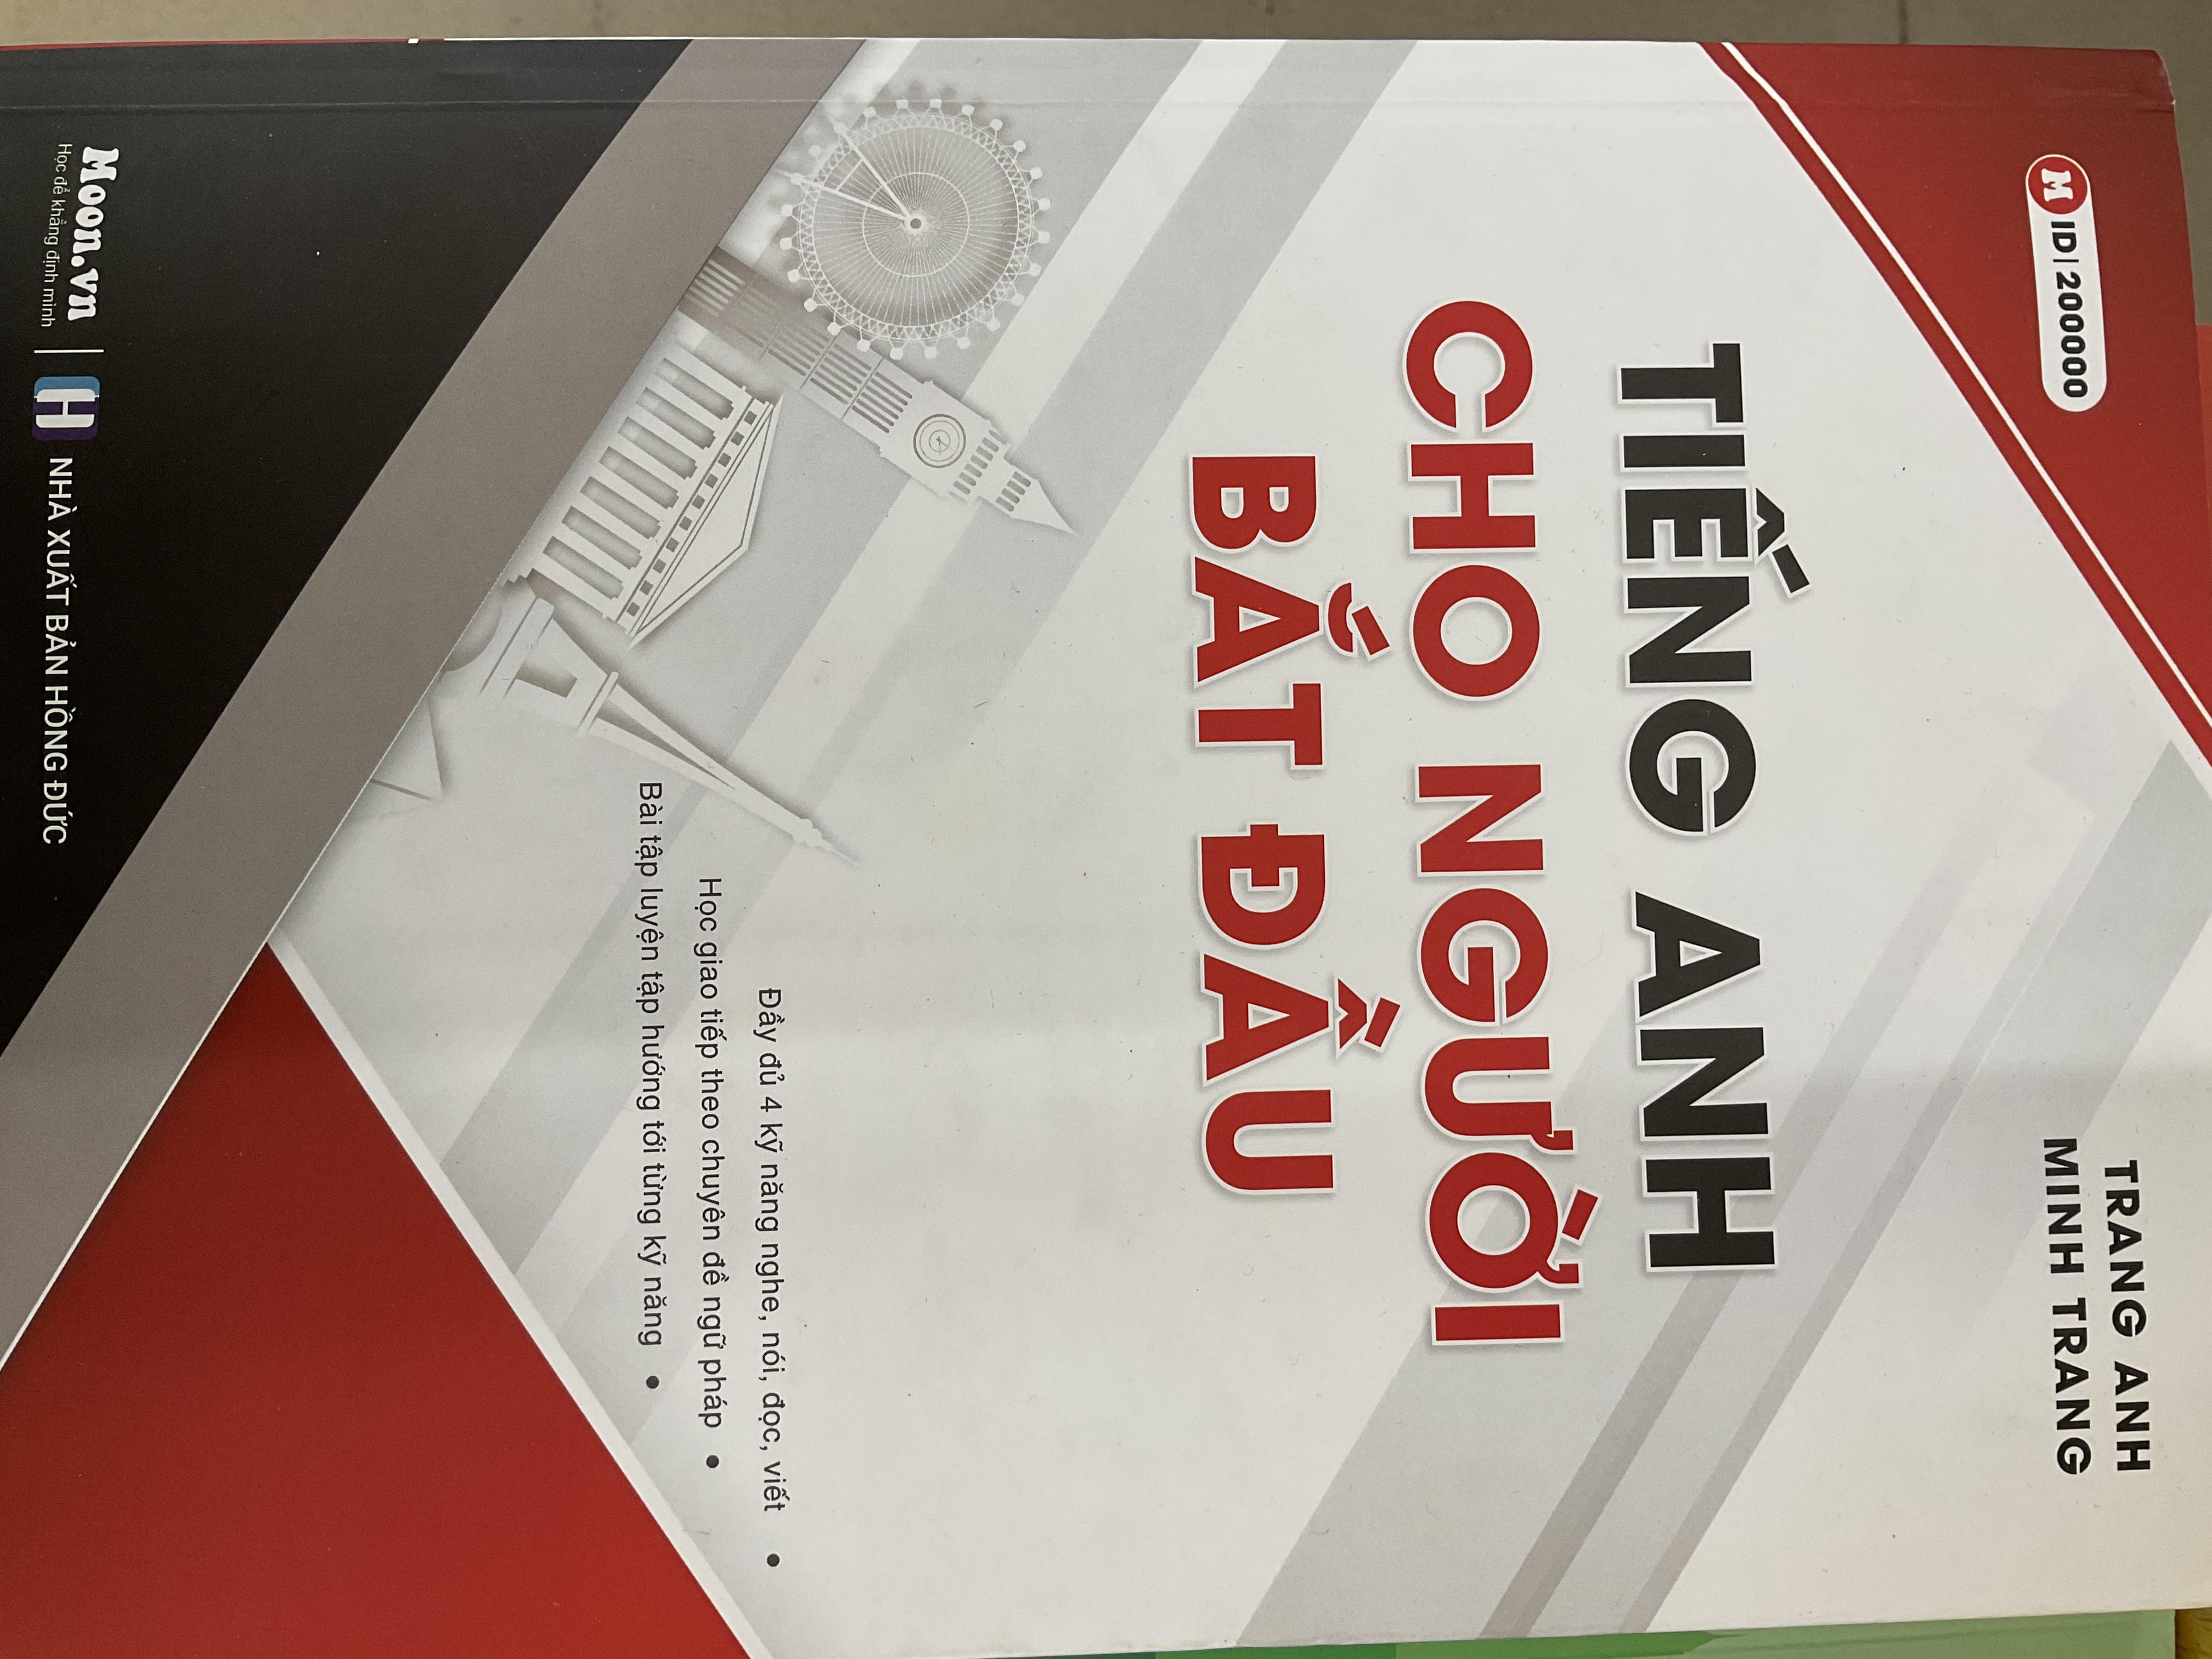 M ID | 200000
TRANG ANH
MINH TRANG
TIẾNG ANH
CHO NGƯỜI
BẮT ĐẦU
Đầy đủ 4 kỹ năng nghe, nói, đọc, viết •
Học giao tiếp theo chuyên đề ngữ pháp •
Bài tập luyện tập hướng tới từng kỹ năng •
Moon.vn
Học để khẳng định mình
H NHÀ XUẤT BẢN HỒNG ĐỨC